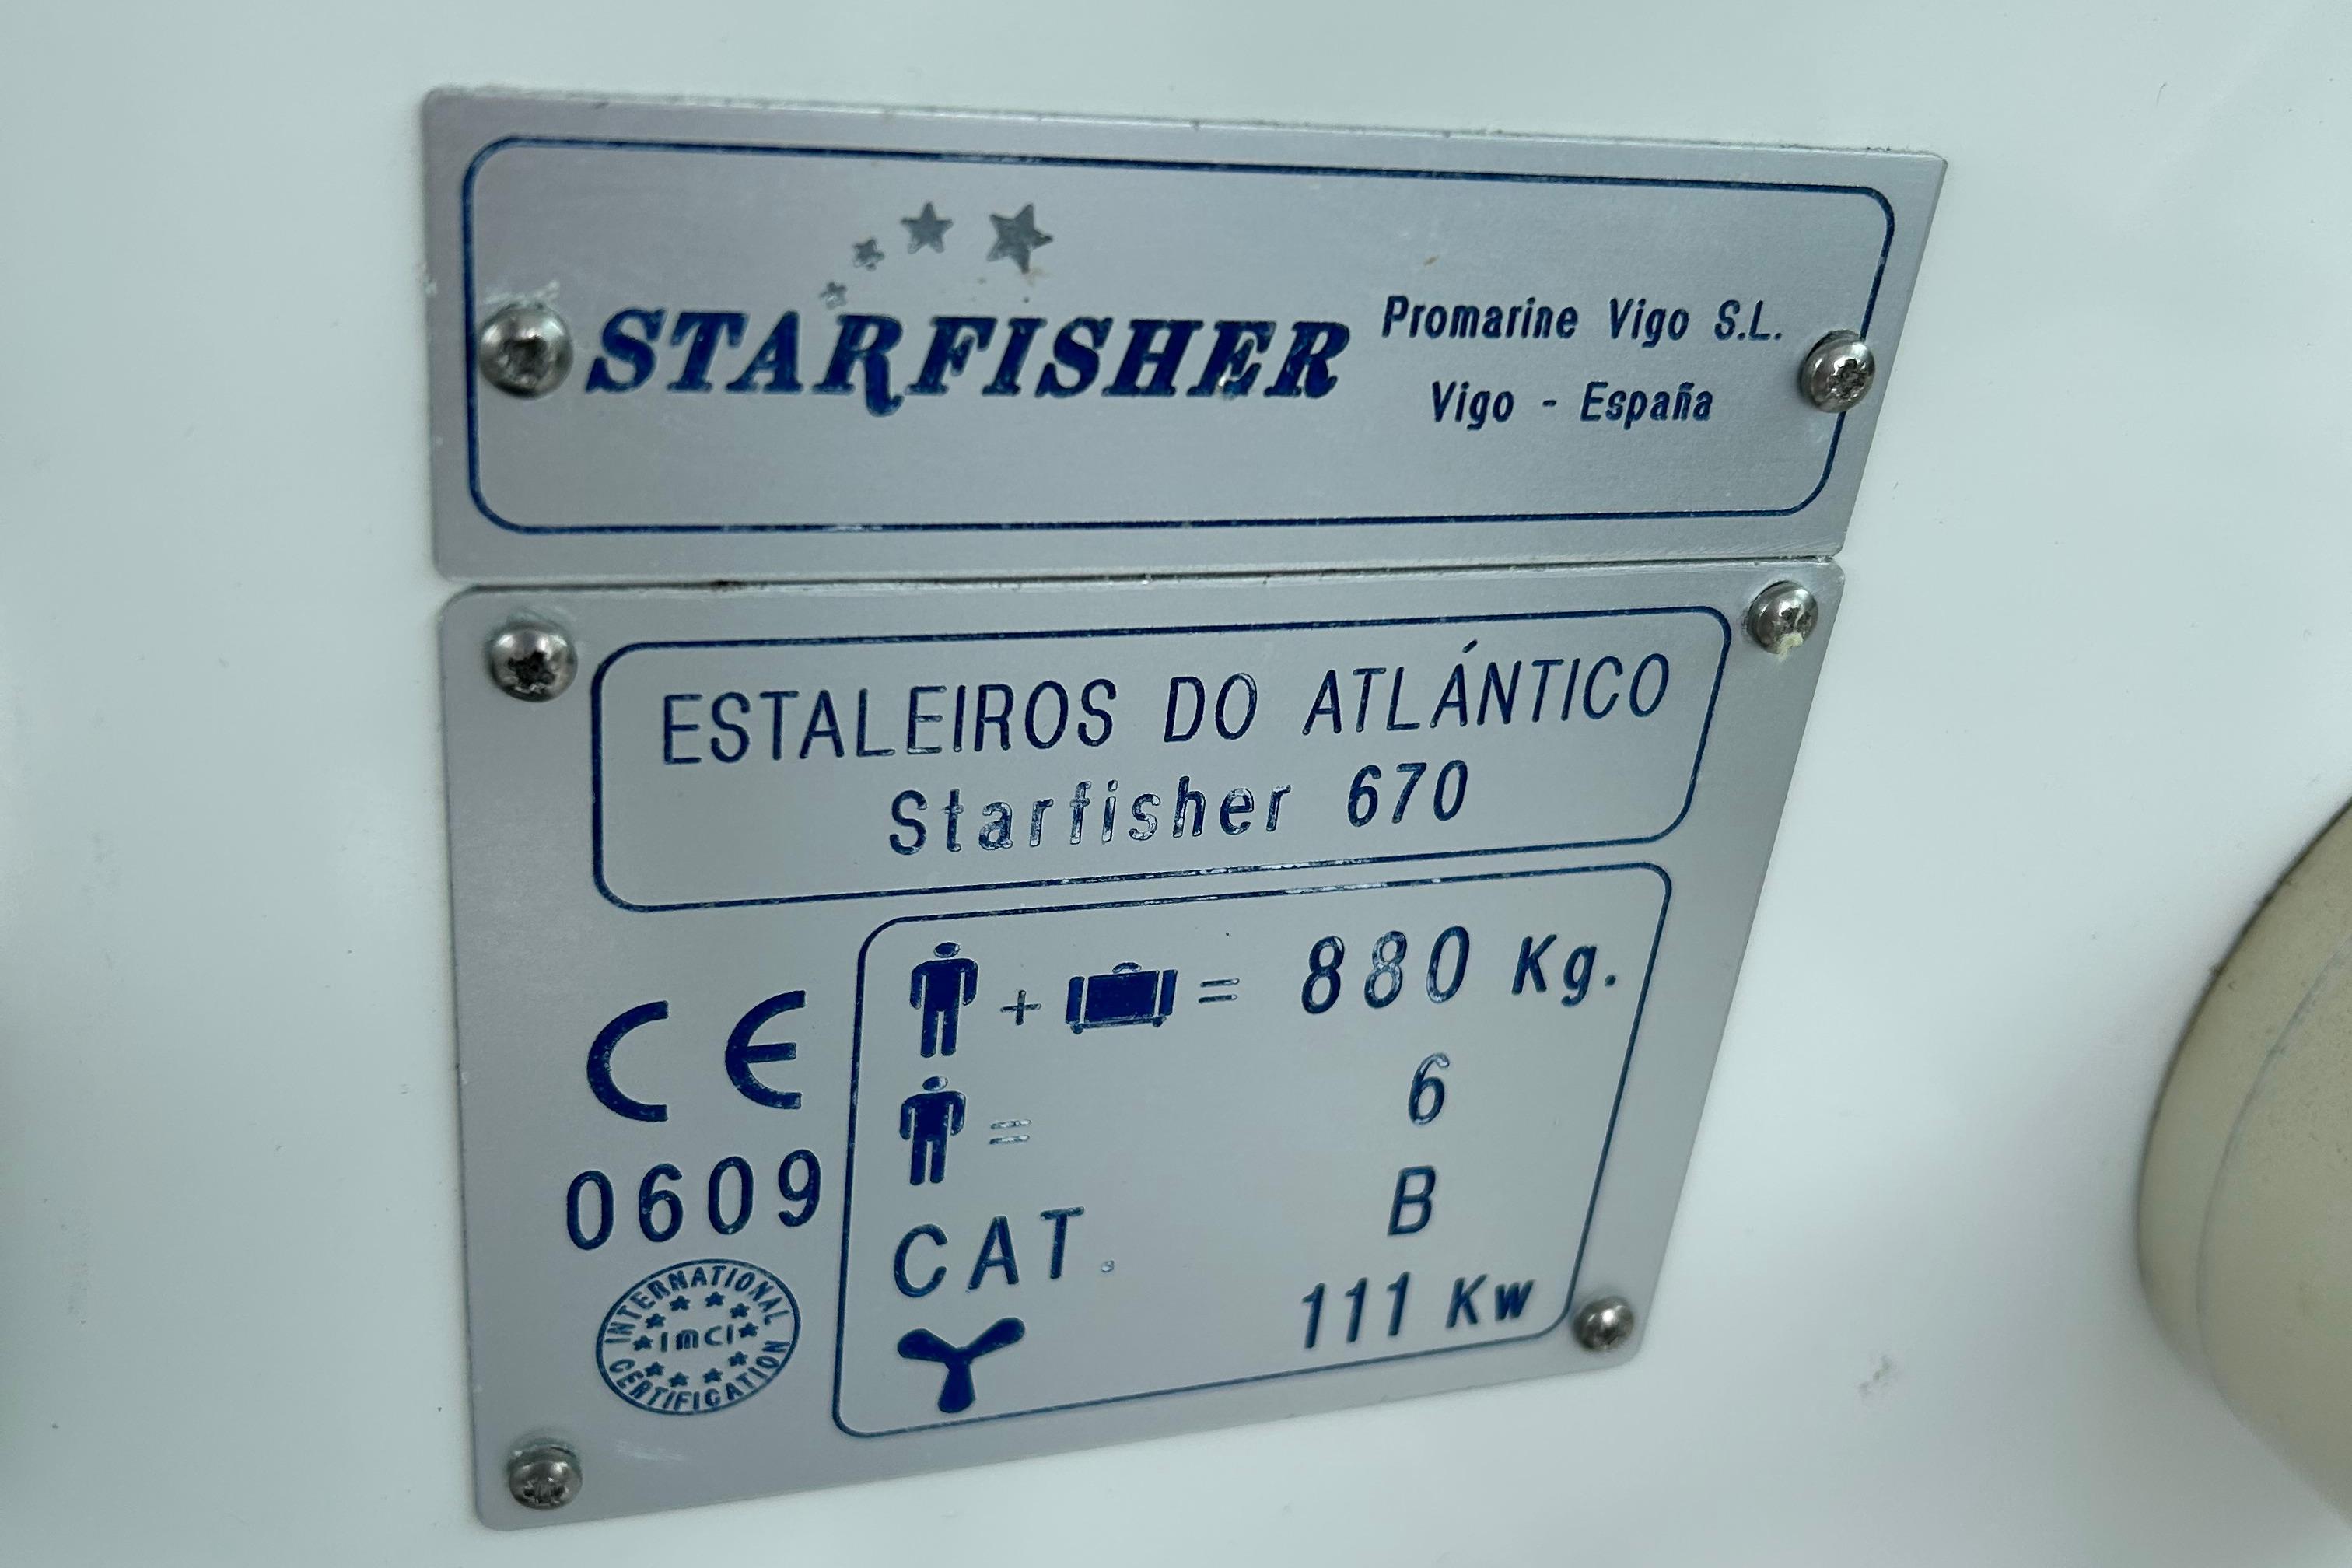 STARFISHER
Promarine Vigo S.L.
Vigo - España
ESTALEIROS DO ATLÁNTICO
Starfisher 670
+ = 880 Kg.
= 6
CAT. B
111 Kw
CE
0609
INTERNATIONAL
IMCI
CERTIFICATION